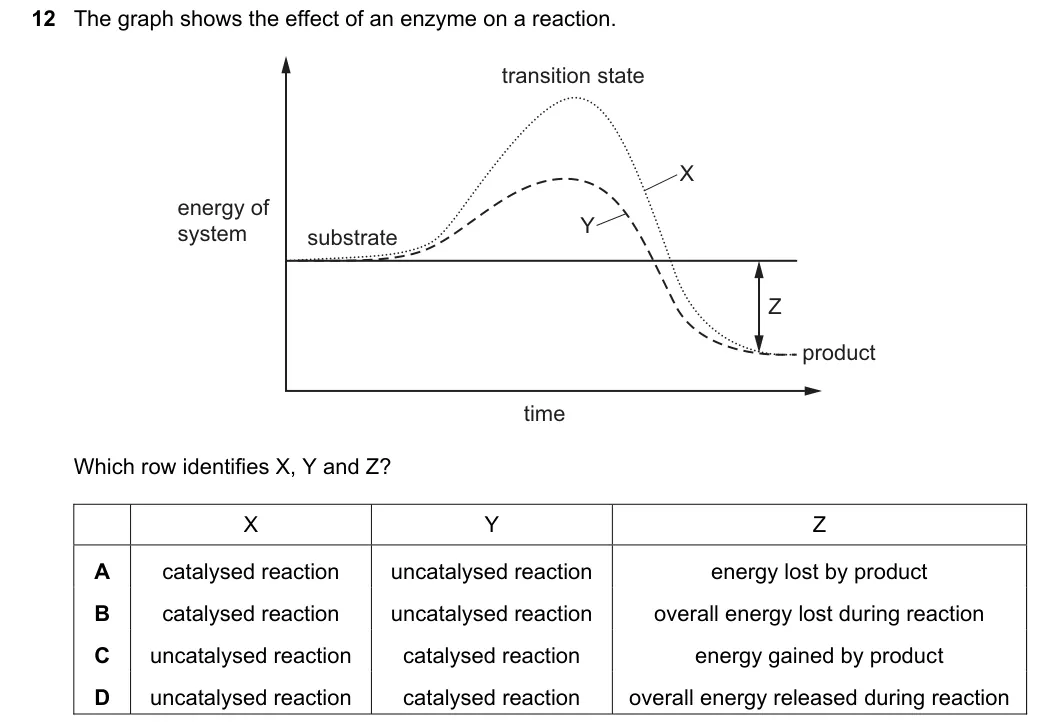 12 The graph shows the effect of an enzyme on a reaction.
transition state
X
energy of
system
Y
substrate
Z
product
time
Which row identifies X, Y and Z?
X Y Z
A catalysed reaction uncatalysed reaction energy lost by product
B catalysed reaction uncatalysed reaction overall energy lost during reaction
C uncatalysed reaction catalysed reaction energy gained by product
D uncatalysed reaction catalysed reaction overall energy released during reaction